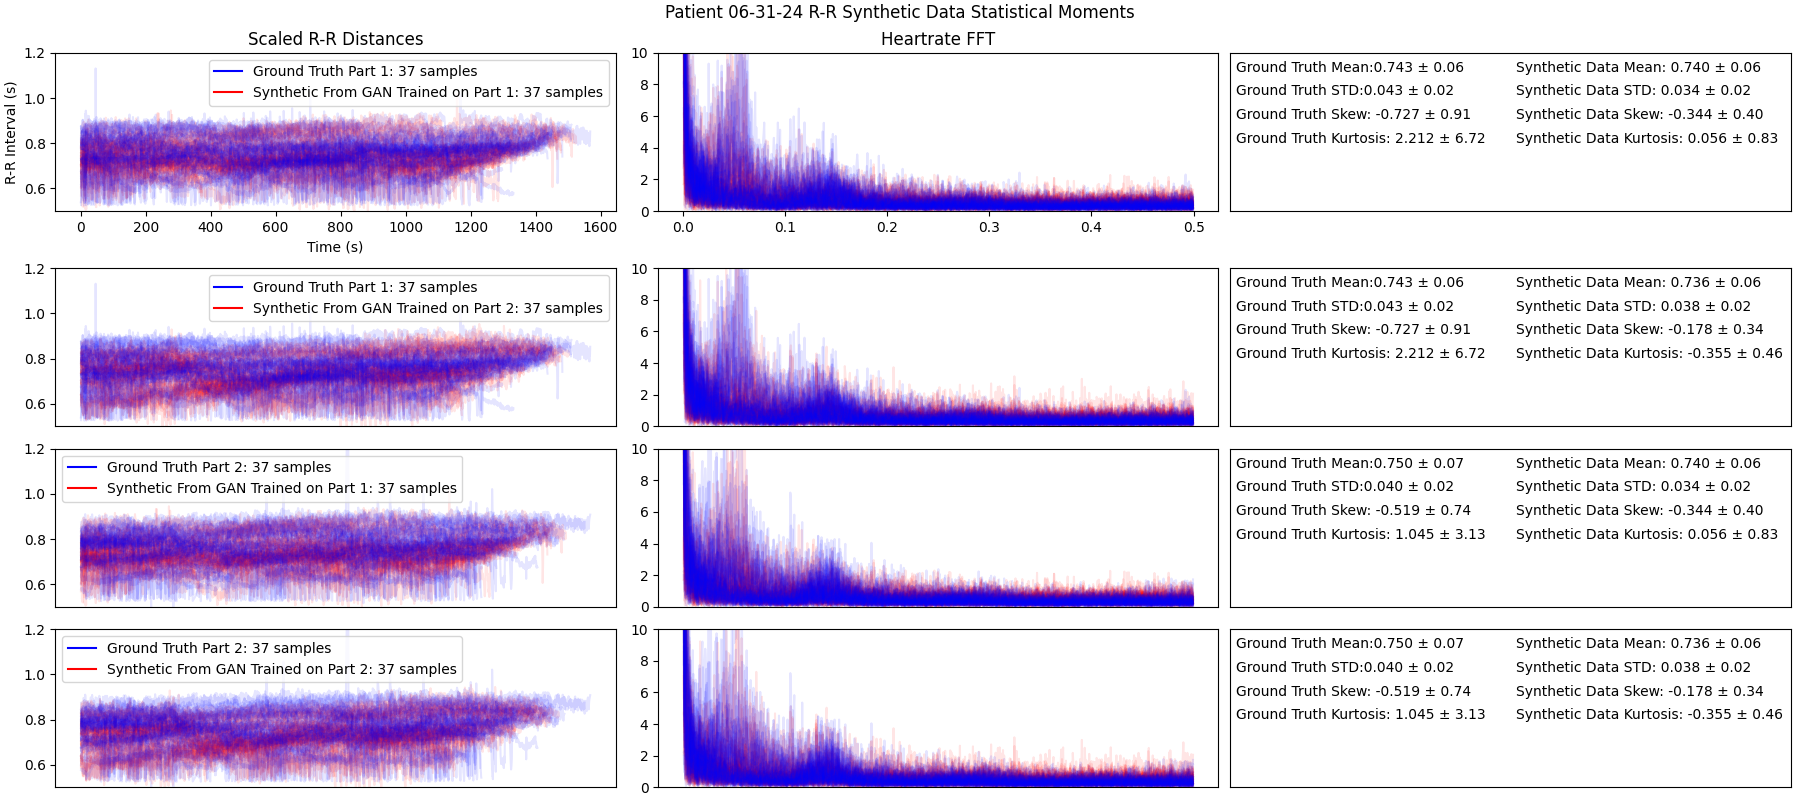 Patient 06-31-24 R-R Synthetic Data Statistical Moments
Scaled R-R Distances
R-R Interval (s)
1.2
1.0
0.8
0.6
Ground Truth Part 1: 37 samples
Synthetic From GAN Trained on Part 1: 37 samples
0 200 400 600 800 1000 1200 1400 1600
Time (s)
Heartrate FFT
10
8
6
4
2
0
0.0 0.1 0.2 0.3 0.4 0.5
Ground Truth Mean:0.743 ± 0.06 Synthetic Data Mean: 0.740 ± 0.06
Ground Truth STD:0.043 ± 0.02 Synthetic Data STD: 0.034 ± 0.02
Ground Truth Skew: -0.727 ± 0.91 Synthetic Data Skew: -0.344 ± 0.40
Ground Truth Kurtosis: 2.212 ± 6.72 Synthetic Data Kurtosis: 0.056 ± 0.83
1.2
1.0
0.8
0.6
Ground Truth Part 1: 37 samples
Synthetic From GAN Trained on Part 2: 37 samples
10
8
6
4
2
0
Ground Truth Mean:0.743 ± 0.06 Synthetic Data Mean: 0.736 ± 0.06
Ground Truth STD:0.043 ± 0.02 Synthetic Data STD: 0.038 ± 0.02
Ground Truth Skew: -0.727 ± 0.91 Synthetic Data Skew: -0.178 ± 0.34
Ground Truth Kurtosis: 2.212 ± 6.72 Synthetic Data Kurtosis: -0.355 ± 0.46
1.2
1.0
0.8
0.6
Ground Truth Part 2: 37 samples
Synthetic From GAN Trained on Part 1: 37 samples
10
8
6
4
2
0
Ground Truth Mean:0.750 ± 0.07 Synthetic Data Mean: 0.740 ± 0.06
Ground Truth STD:0.040 ± 0.02 Synthetic Data STD: 0.034 ± 0.02
Ground Truth Skew: -0.519 ± 0.74 Synthetic Data Skew: -0.344 ± 0.40
Ground Truth Kurtosis: 1.045 ± 3.13 Synthetic Data Kurtosis: 0.056 ± 0.83
1.2
1.0
0.8
0.6
Ground Truth Part 2: 37 samples
Synthetic From GAN Trained on Part 2: 37 samples
10
8
6
4
2
0
Ground Truth Mean:0.750 ± 0.07 Synthetic Data Mean: 0.736 ± 0.06
Ground Truth STD:0.040 ± 0.02 Synthetic Data STD: 0.038 ± 0.02
Ground Truth Skew: -0.519 ± 0.74 Synthetic Data Skew: -0.178 ± 0.34
Ground Truth Kurtosis: 1.045 ± 3.13 Synthetic Data Kurtosis: -0.355 ± 0.46